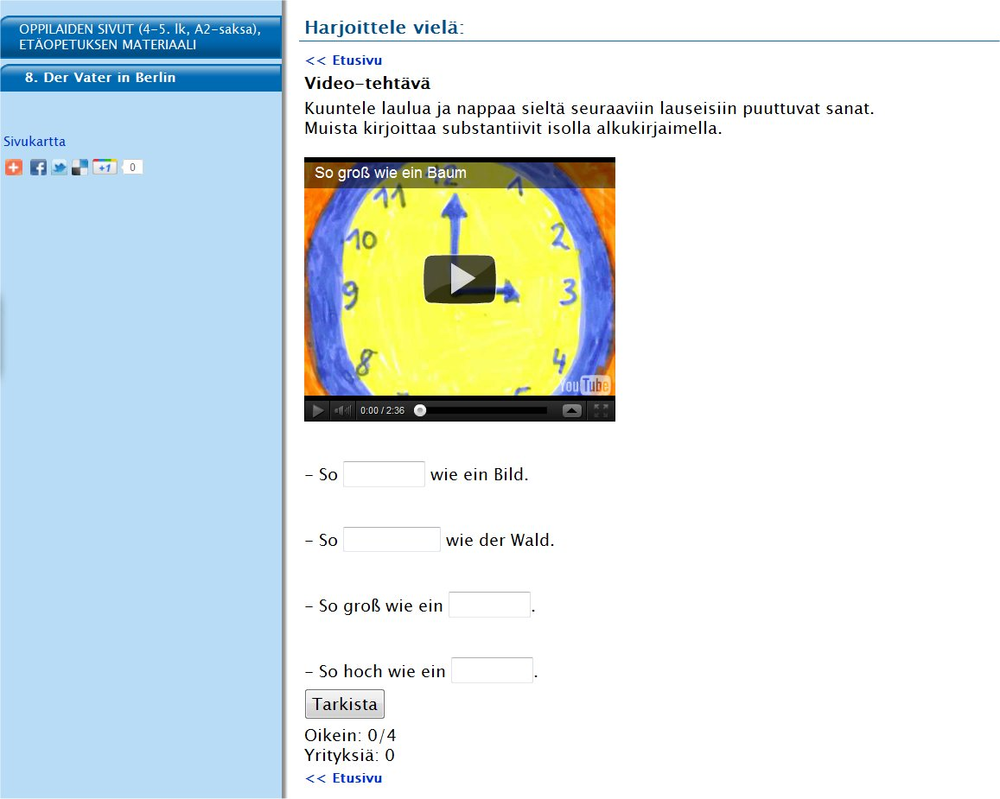 OPPILAIDEN SIVUT (4-5. lk, A2-saksa),
ETÄOPETUKSEN MATERIAALI
8. Der Vater in Berlin
Sivukartta
+1
0
Harjoittele vielä:
<< Etusivu
Video-tehtävä
Kuuntele laulua ja nappaa sieltä seuraaviin lauseisiin puuttuvat sanat.
Muista kirjoittaa substantiivit isolla alkukirjaimella.
So groß wie ein Baum
12
11
1
10
2
9
3
8
4
YouTube
0:00 / 2:36
- So wie ein Bild.
- So wie der Wald.
- So groß wie ein .
- So hoch wie ein .
Tarkista
Oikein: 0/4
Yrityksiä: 0
<< Etusivu